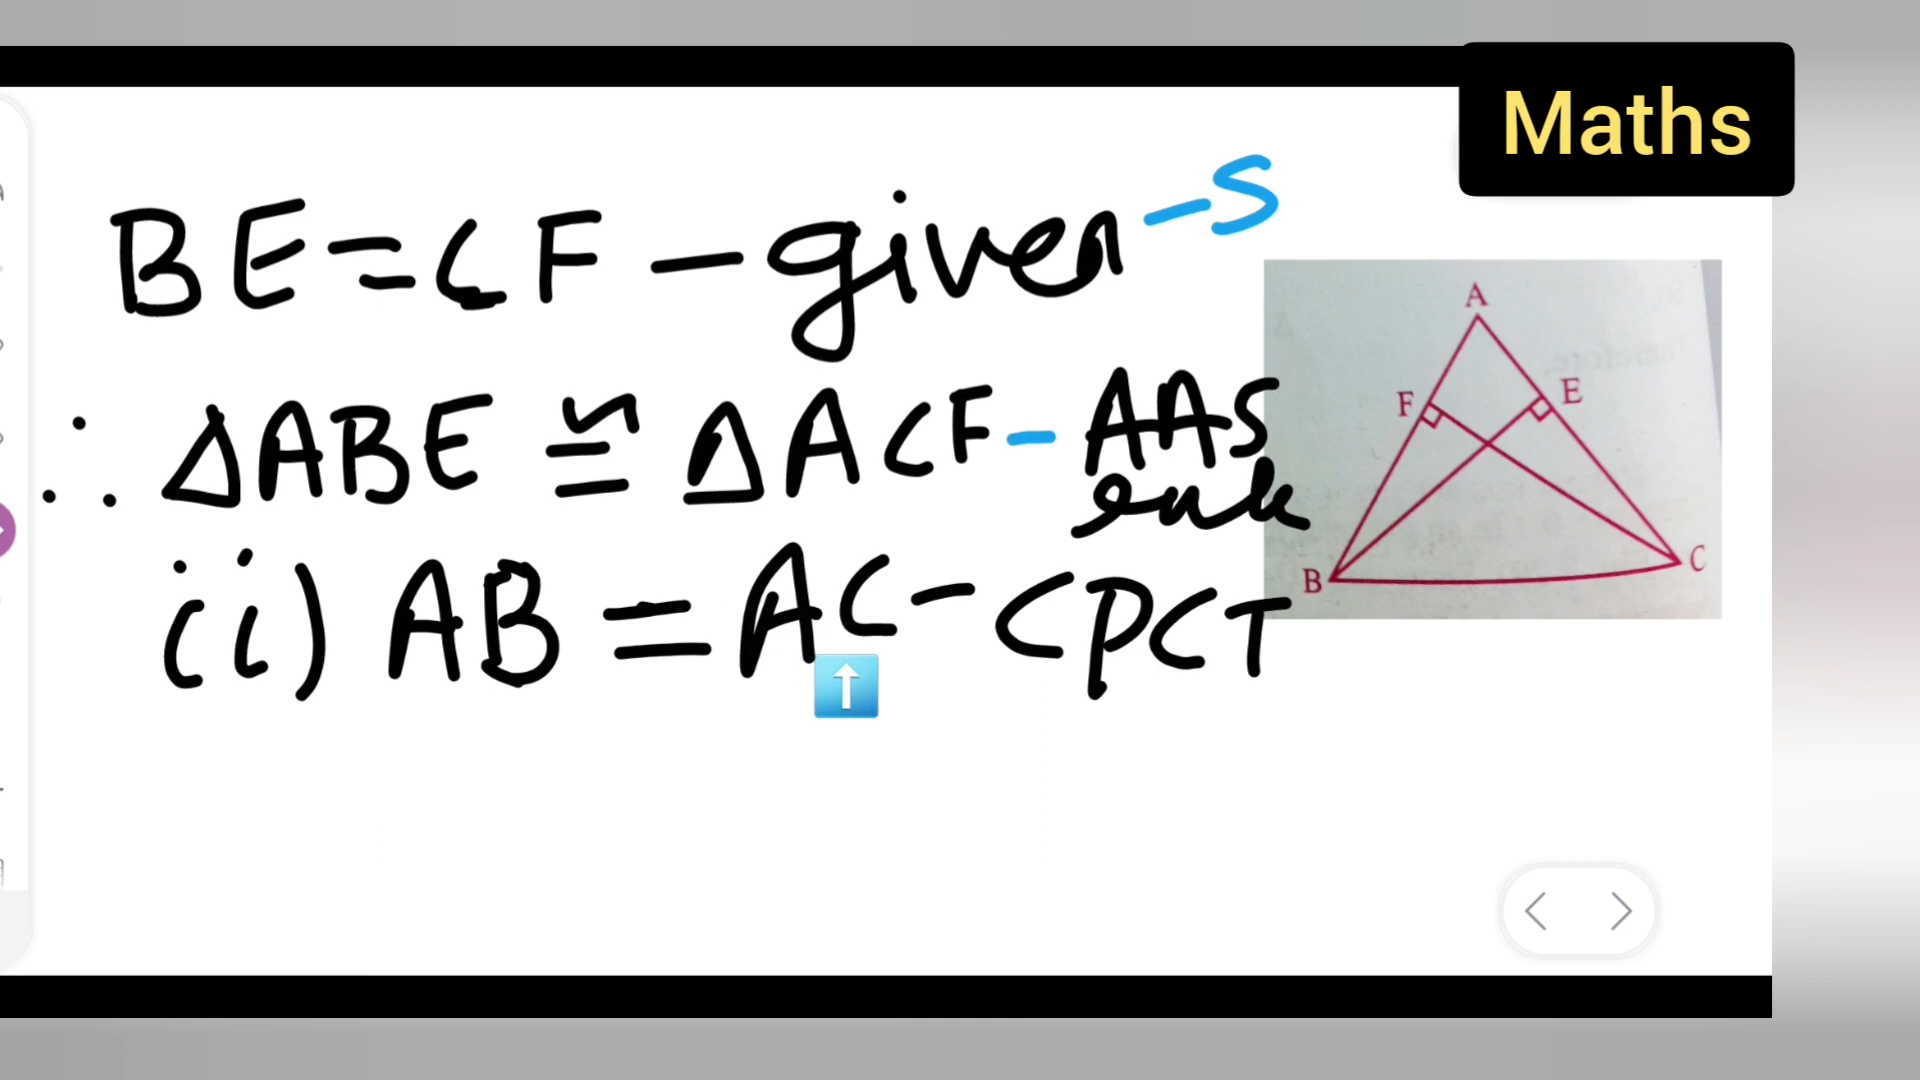 Maths
BE = CF - given - S
∴ ΔABE ≅ ΔACF - AAS
(i) AB = AC - CPCT
A
F
E
B
C